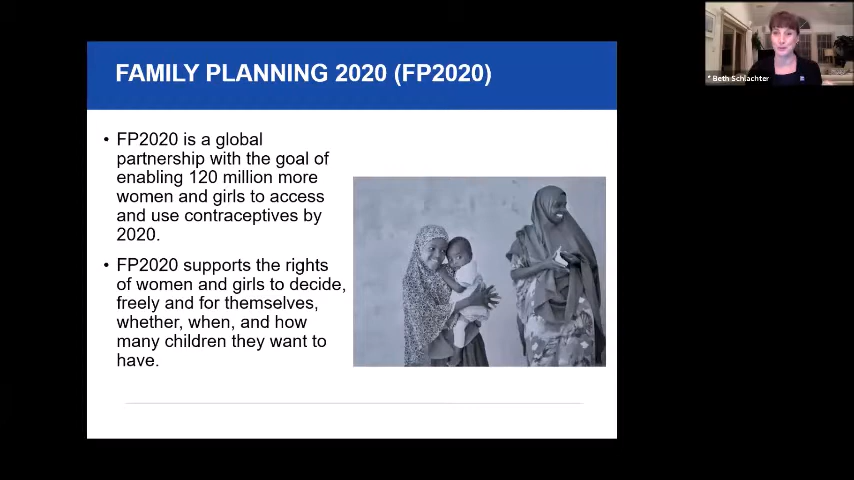 FAMILY PLANNING 2020 (FP2020)
* Beth Schlachter
• FP2020 is a global
partnership with the goal of
enabling 120 million more
women and girls to access
and use contraceptives by
2020.
• FP2020 supports the rights
of women and girls to decide,
freely and for themselves,
whether, when, and how
many children they want to
have.